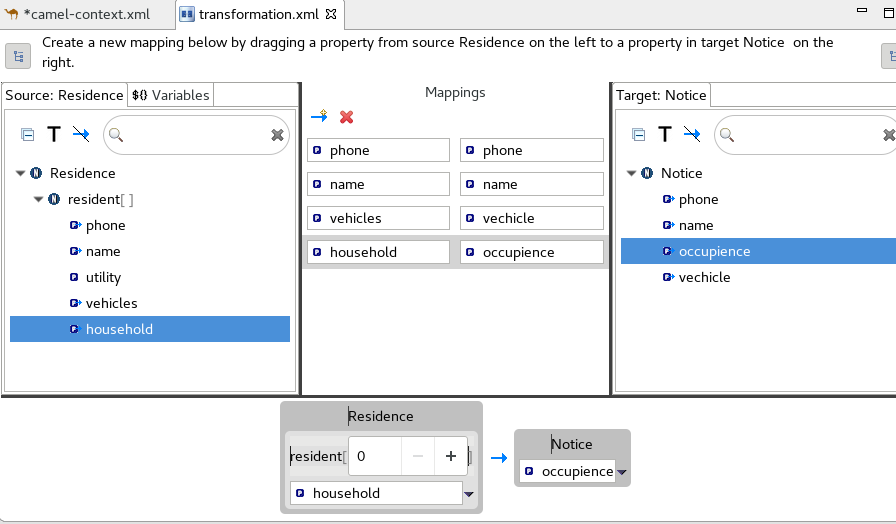 *camel-context.xml
transformation.xml
Create a new mapping below by dragging a property from source Residence on the left to a property in target Notice on the
right.
Source: Residence
${} Variables
Mappings
Target: Notice
T
T
phone phone
name name
vehicles vechicle
household occupience
Residence
resident[ ]
phone
name
utility
vehicles
household
Notice
phone
name
occupience
vechicle
Residence
resident[ 0 − + ]
household
Notice
occupience